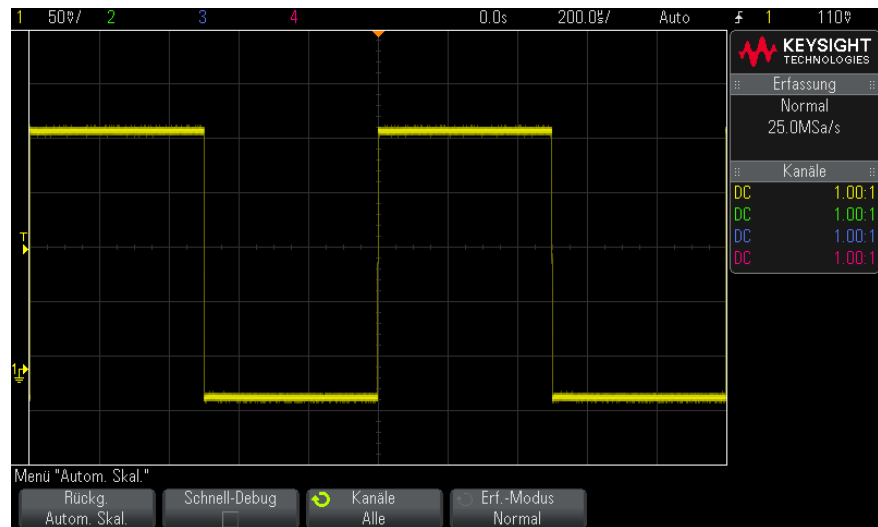 1 50V/ 2 3 4 0.0s 200.0s/ Auto 1 110V
KEYSIGHT
TECHNOLOGIES
Erfassung
Normal
25.0MSa/s
Kanäle
DC 1.00:1
DC 1.00:1
DC 1.00:1
DC 1.00:1
T
1
Menü "Autom. Skal."
Rückg.
Autom. Skal.
Schnell-Debug
Kanäle
Alle
Erf.-Modus
Normal